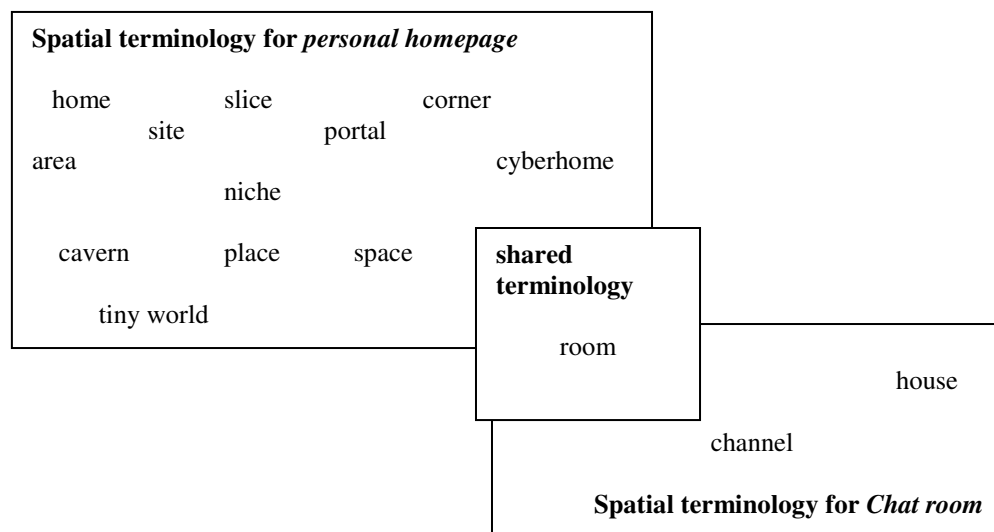 Spatial terminology for personal homepage
home slice corner
site portal
area cyberhome
niche
cavern place space
tiny world
shared
terminology
room
house
channel
Spatial terminology for Chat room